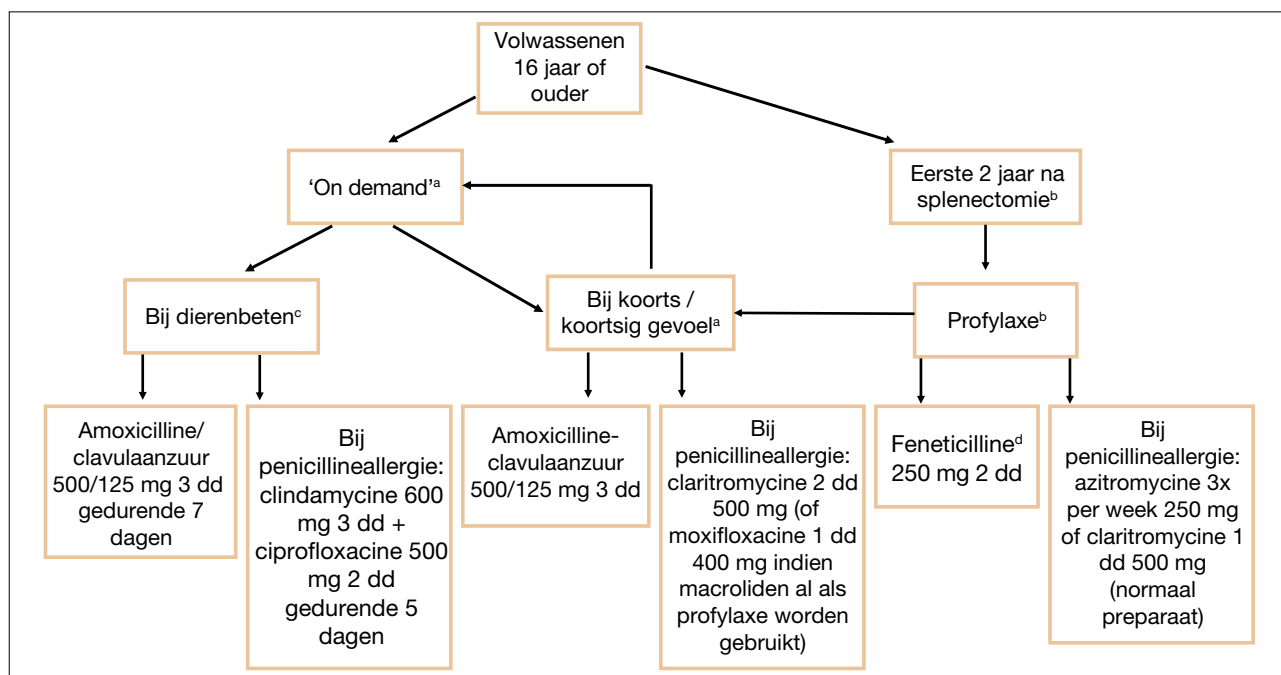 Volwassenen
16 jaar of
ouder
'On demand'ᵃ
Eerste 2 jaar na
splenectomieᵇ
Bij dierenbetenᶜ
Bij koorts /
koortsig gevoelᵃ
Profylaxeᵇ
Amoxicilline/
clavulaanzuur
500/125 mg 3 dd
gedurende 7
dagen
Bij
penicillineallergie:
clindamycine 600
mg 3 dd +
ciprofloxacine 500
mg 2 dd
gedurende 5
dagen
Amoxicilline-
clavulaanzuur
500/125 mg 3 dd
Bij
penicillineallergie:
claritromycine 2 dd
500 mg (of
moxifloxacine 1 dd
400 mg indien
macroliden al als
profylaxe worden
gebruikt)
Feneticillineᵈ
250 mg 2 dd
Bij
penicillineallergie:
azitromycine 3x
per week 250 mg
of claritromycine 1
dd 500 mg
(normaal
preparaat)